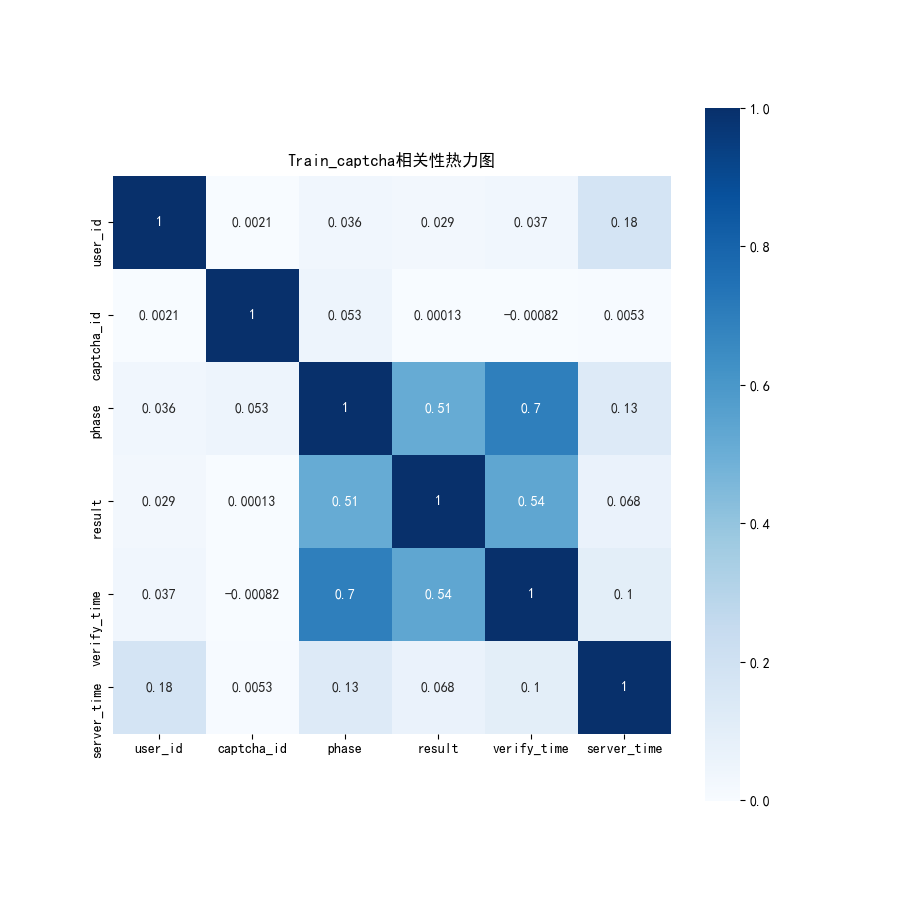 Train_captcha相关性热力图
1 0.0021 0.036 0.029 0.037 0.18
0.0021 1 0.053 0.00013 -0.00082 0.0053
0.036 0.053 1 0.51 0.7 0.13
0.029 0.00013 0.51 1 0.54 0.068
0.037 -0.00082 0.7 0.54 1 0.1
0.18 0.0053 0.13 0.068 0.1 1
user_id
captcha_id
phase
result
verify_time
server_time
user_id captcha_id phase result verify_time server_time
1.0
0.8
0.6
0.4
0.2
0.0